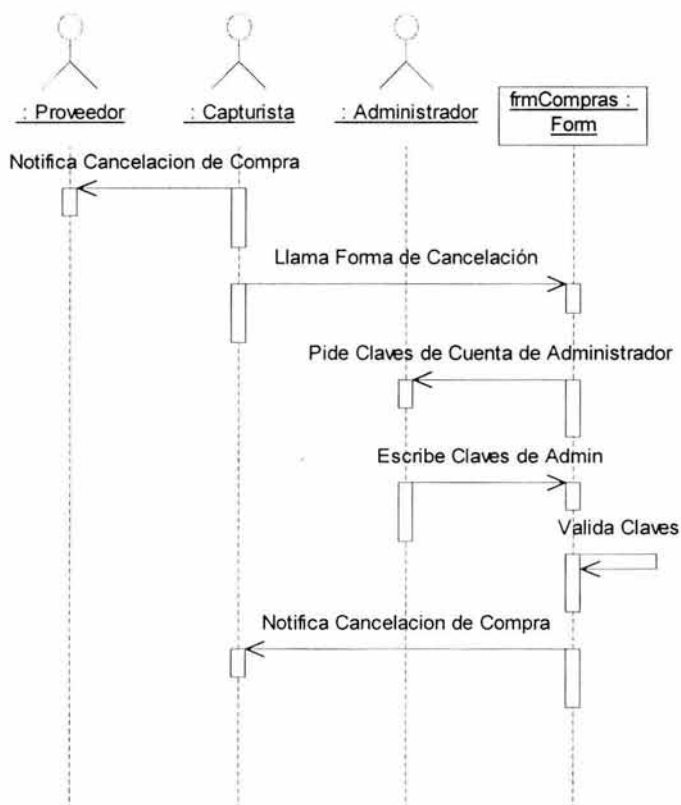 : Proveedor
: Capturista
: Administrador
frmCompras :
Form
Notifica Cancelacion de Compra
Llama Forma de Cancelación
Pide Claves de Cuenta de Administrador
Escribe Claves de Admin
Valida Claves
Notifica Cancelacion de Compra